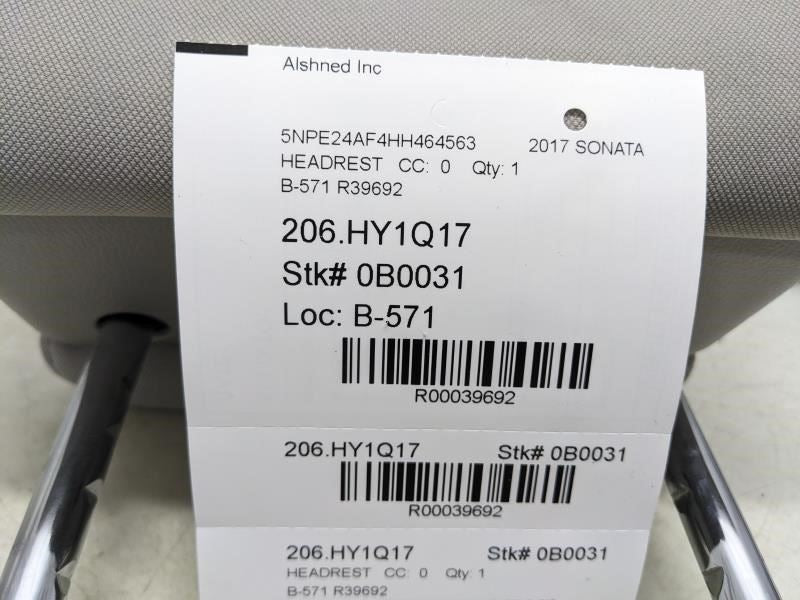 Alshned Inc
5NPE24AF4HH464563 2017 SONATA
HEADREST CC: 0 Qty: 1
B-571 R39692
206.HY1Q17
Stk# 0B0031
Loc: B-571
R00039692
206.HY1Q17 Stk# 0B0031
R00039692
206.HY1Q17 Stk# 0B0031
HEADREST CC: 0 Qty: 1
B-571 R39692